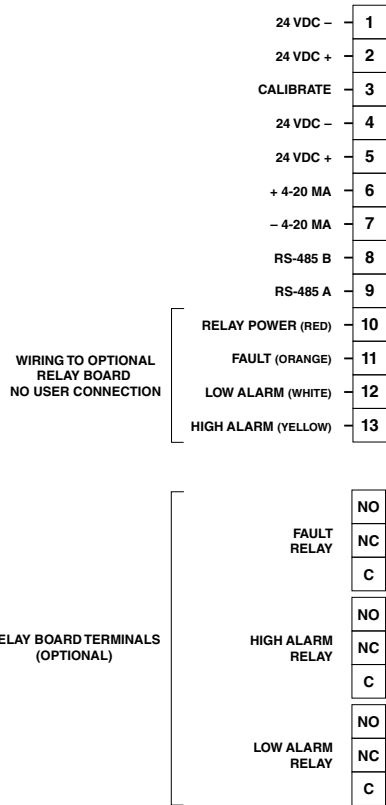 24 VDC – 1
24 VDC + 2
CALIBRATE 3
24 VDC – 4
24 VDC + 5
+ 4-20 MA 6
– 4-20 MA 7
RS-485 B 8
RS-485 A 9
WIRING TO OPTIONAL
RELAY BOARD
NO USER CONNECTION
RELAY POWER (RED) 10
FAULT (ORANGE) 11
LOW ALARM (WHITE) 12
HIGH ALARM (YELLOW) 13
ELAY BOARD TERMINALS
(OPTIONAL)
FAULT
RELAY
NO
NC
C
HIGH ALARM
RELAY
NO
NC
C
LOW ALARM
RELAY
NO
NC
C